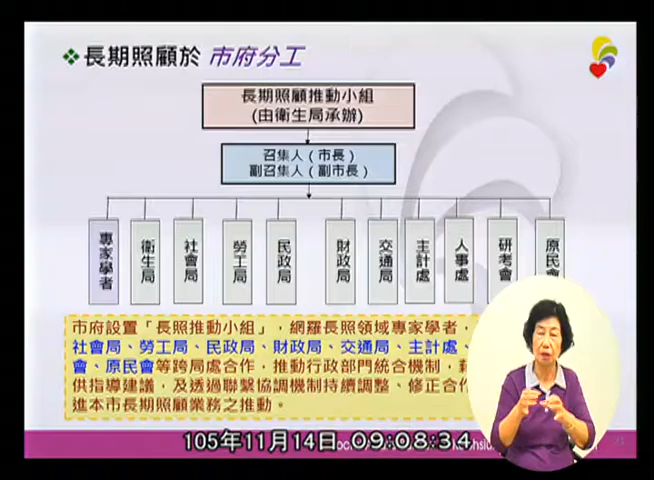 ❖長期照顧於 市府分工
長期照顧推動小組
(由衛生局承辦)
召集人（市長）
副召集人（副市長）
專家學者
衛生局
社會局
勞工局
民政局
財政局
交通局
主計處
人事處
研考會
原民會
市府設置「長照推動小組」，網羅長照領域專家學者，
社會局、勞工局、民政局、財政局、交通局、主計處、
會、原民會等跨局處合作，推動行政部門統合機制，藉
供指導建議，及透過聯繫協調機制持續調整、修正合作
進本市長期照顧業務之推動。
105年11月14日 09:08:34